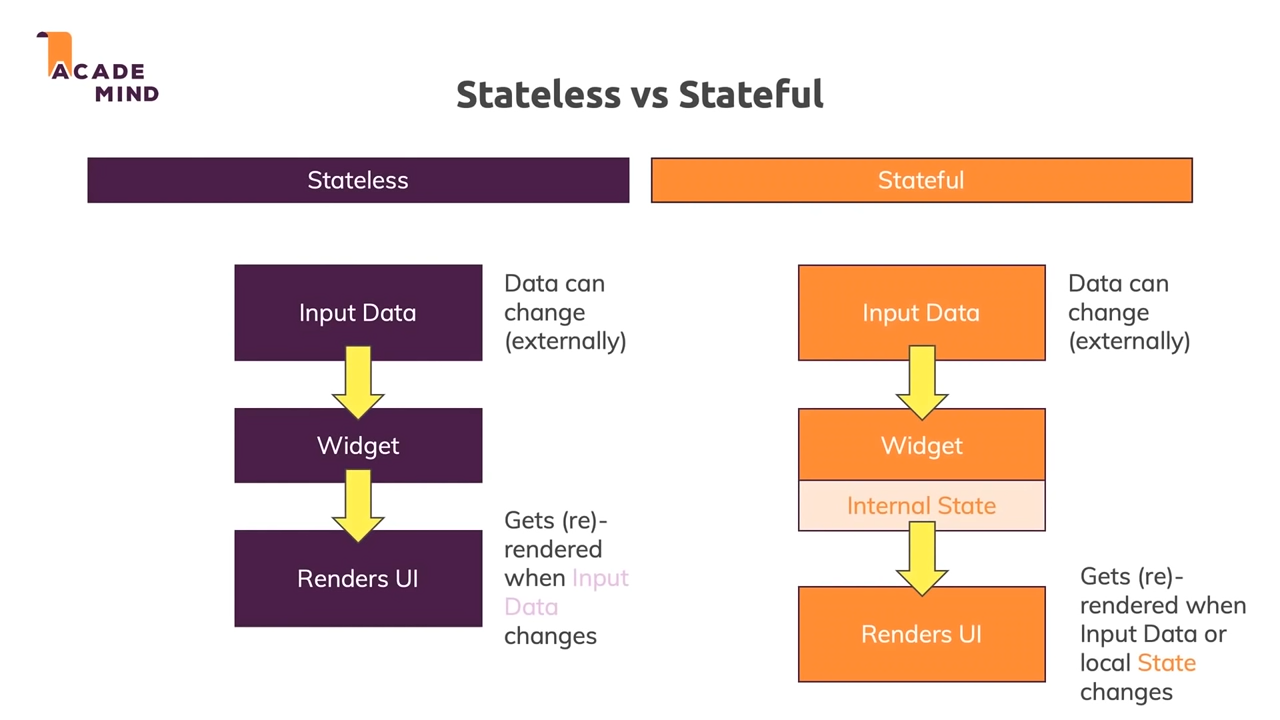 ACADE
MIND
Stateless vs Stateful
Stateless
Stateful
Input Data
Data can
change
(externally)
Widget
Renders UI
Gets (re)-
rendered
when Input
Data
changes
Input Data
Data can
change
(externally)
Widget
Internal State
Renders UI
Gets (re)-
rendered when
Input Data or
local State
changes